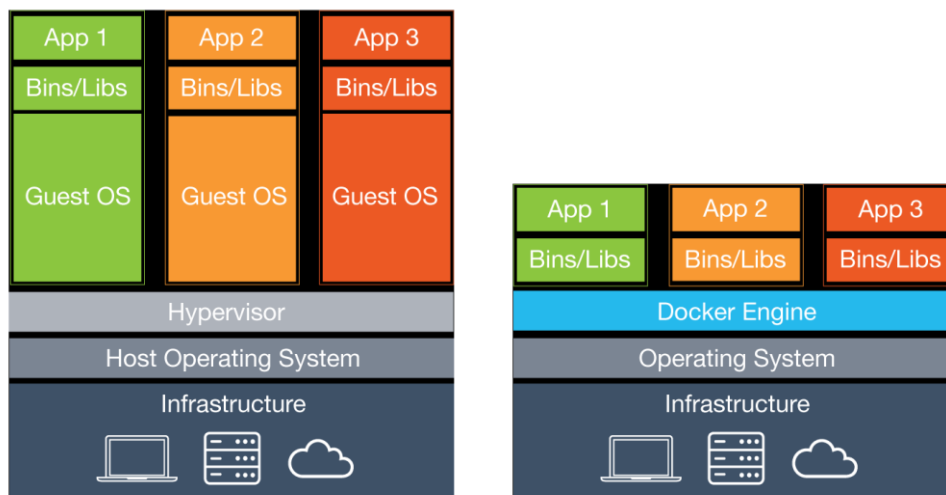 App 1
App 2
App 3
Bins/Libs
Bins/Libs
Bins/Libs
Guest OS
Guest OS
Guest OS
Hypervisor
Host Operating System
Infrastructure
App 1
App 2
App 3
Bins/Libs
Bins/Libs
Bins/Libs
Docker Engine
Operating System
Infrastructure